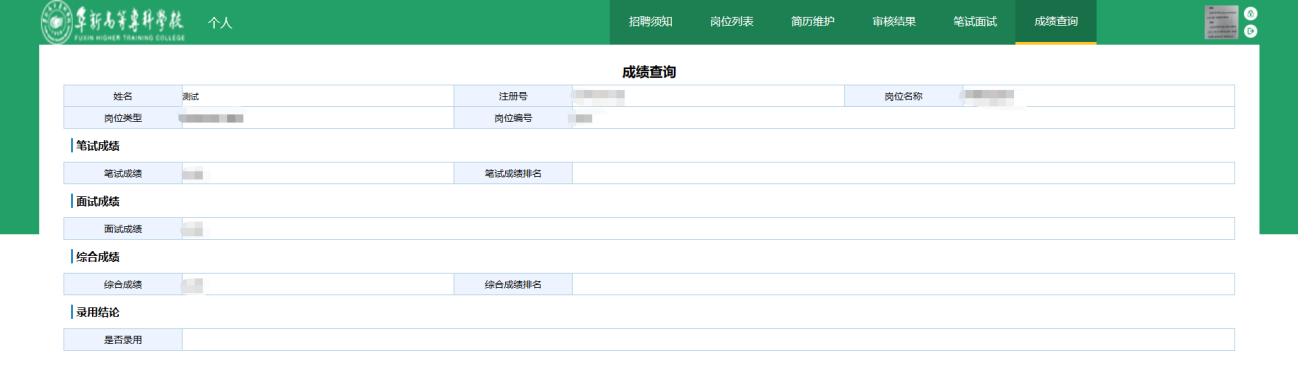 阜新高等专科学校
FUXIN HIGHER TRAINING COLLEGE
个人 招聘须知 岗位列表 简历维护 审核结果 笔试面试 成绩查询
成绩查询
姓名 测试 注册号 岗位名称
岗位类型 岗位编号
笔试成绩
笔试成绩 笔试成绩排名
面试成绩
面试成绩
综合成绩
综合成绩 综合成绩排名
录用结论
是否录用